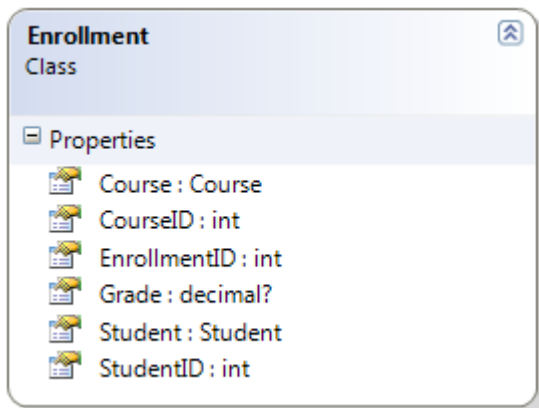 Enrollment
Class
Properties
Course : Course
CourseID : int
EnrollmentID : int
Grade : decimal?
Student : Student
StudentID : int